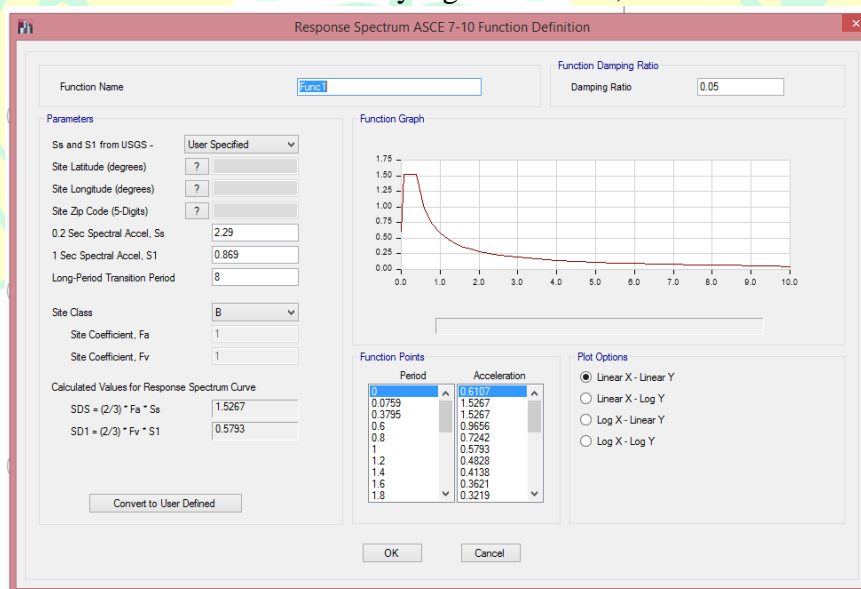 Response Spectrum ASCE 7-10 Function Definition
Function Name
Func1
Function Damping Ratio
Damping Ratio
0.05
Parameters
Ss and S1 from USGS -
User Specified
Site Latitude (degrees)
?
Site Longitude (degrees)
?
Site Zip Code (5-Digits)
?
0.2 Sec Spectral Accel, Ss
2.29
1 Sec Spectral Accel, S1
0.869
Long-Period Transition Period
8
Site Class
B
Site Coefficient, Fa
1
Site Coefficient, Fv
1
Calculated Values for Response Spectrum Curve
SDS = (2/3) * Fa * Ss
1.5267
SD1 = (2/3) * Fv * S1
0.5793
Convert to User Defined
Function Graph
1.75
1.50
1.25
1.00
0.75
0.50
0.25
0.00
0.0 1.0 2.0 3.0 4.0 5.0 6.0 7.0 8.0 9.0 10.0
Function Points
Period Acceleration
0 0.6107
0.0759 1.5267
0.3795 1.5267
0.6 0.9656
0.8 0.7242
1 0.5793
1.2 0.4828
1.4 0.4138
1.6 0.3621
1.8 0.3219
Plot Options
Linear X - Linear Y
Linear X - Log Y
Log X - Linear Y
Log X - Log Y
OK
Cancel